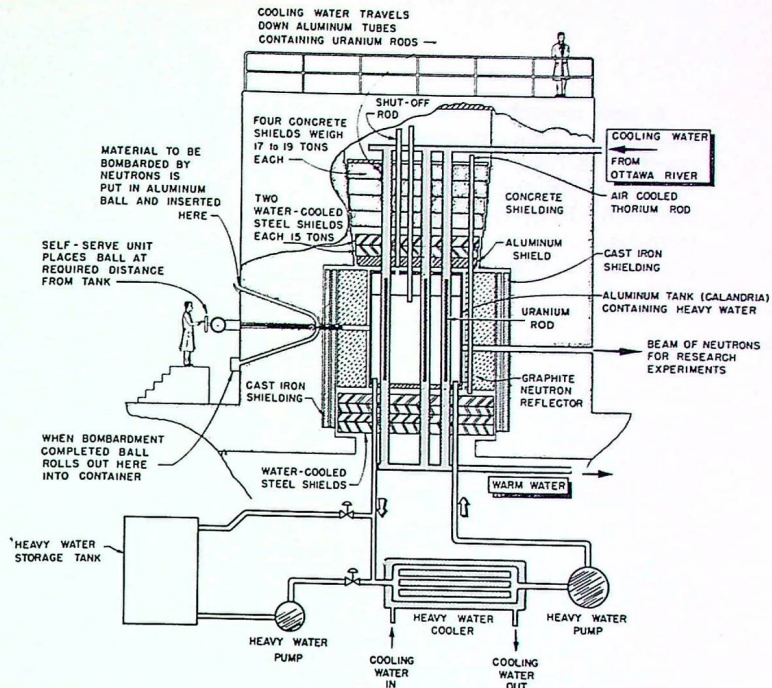 COOLING WATER TRAVELS
DOWN ALUMINUM TUBES
CONTAINING URANIUM RODS
SHUT-OFF
ROD
FOUR CONCRETE
SHIELDS WEIGH
17 to 19 TONS
EACH
COOLING WATER
FROM
OTTAWA RIVER
MATERIAL TO BE
BOMBARDED BY
NEUTRONS IS
PUT IN ALUMINUM
BALL AND INSERTED
HERE
AIR COOLED
THORIUM ROD
TWO
WATER-COOLED
STEEL SHIELDS
EACH 15 TONS
CONCRETE
SHIELDING
ALUMINUM
SHIELD
CAST IRON
SHIELDING
SELF-SERVE UNIT
PLACES BALL AT
REQUIRED DISTANCE
FROM TANK
ALUMINUM TANK (CALANDRIA)
CONTAINING HEAVY WATER
URANIUM
ROD
BEAM OF NEUTRONS
FOR RESEARCH
EXPERIMENTS
CAST IRON
SHIELDING
GRAPHITE
NEUTRON
REFLECTOR
WHEN BOMBARDMENT
COMPLETED BALL
ROLLS OUT HERE
INTO CONTAINER
WATER-COOLED
STEEL SHIELDS
WARM WATER
HEAVY WATER
STORAGE TANK
HEAVY WATER
PUMP
HEAVY WATER
COOLER
HEAVY WATER
PUMP
COOLING
WATER
IN
COOLING
WATER
OUT